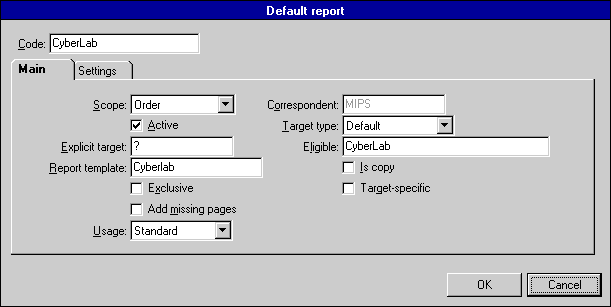 Default report
Code: CyberLab
Main Settings
Scope: Order Correspondent: MIPS
Active Target type: Default
Explicit target: ? Eligible: CyberLab
Report template: Cyberlab Is copy
Exclusive Target-specific
Add missing pages
Usage: Standard
OK Cancel